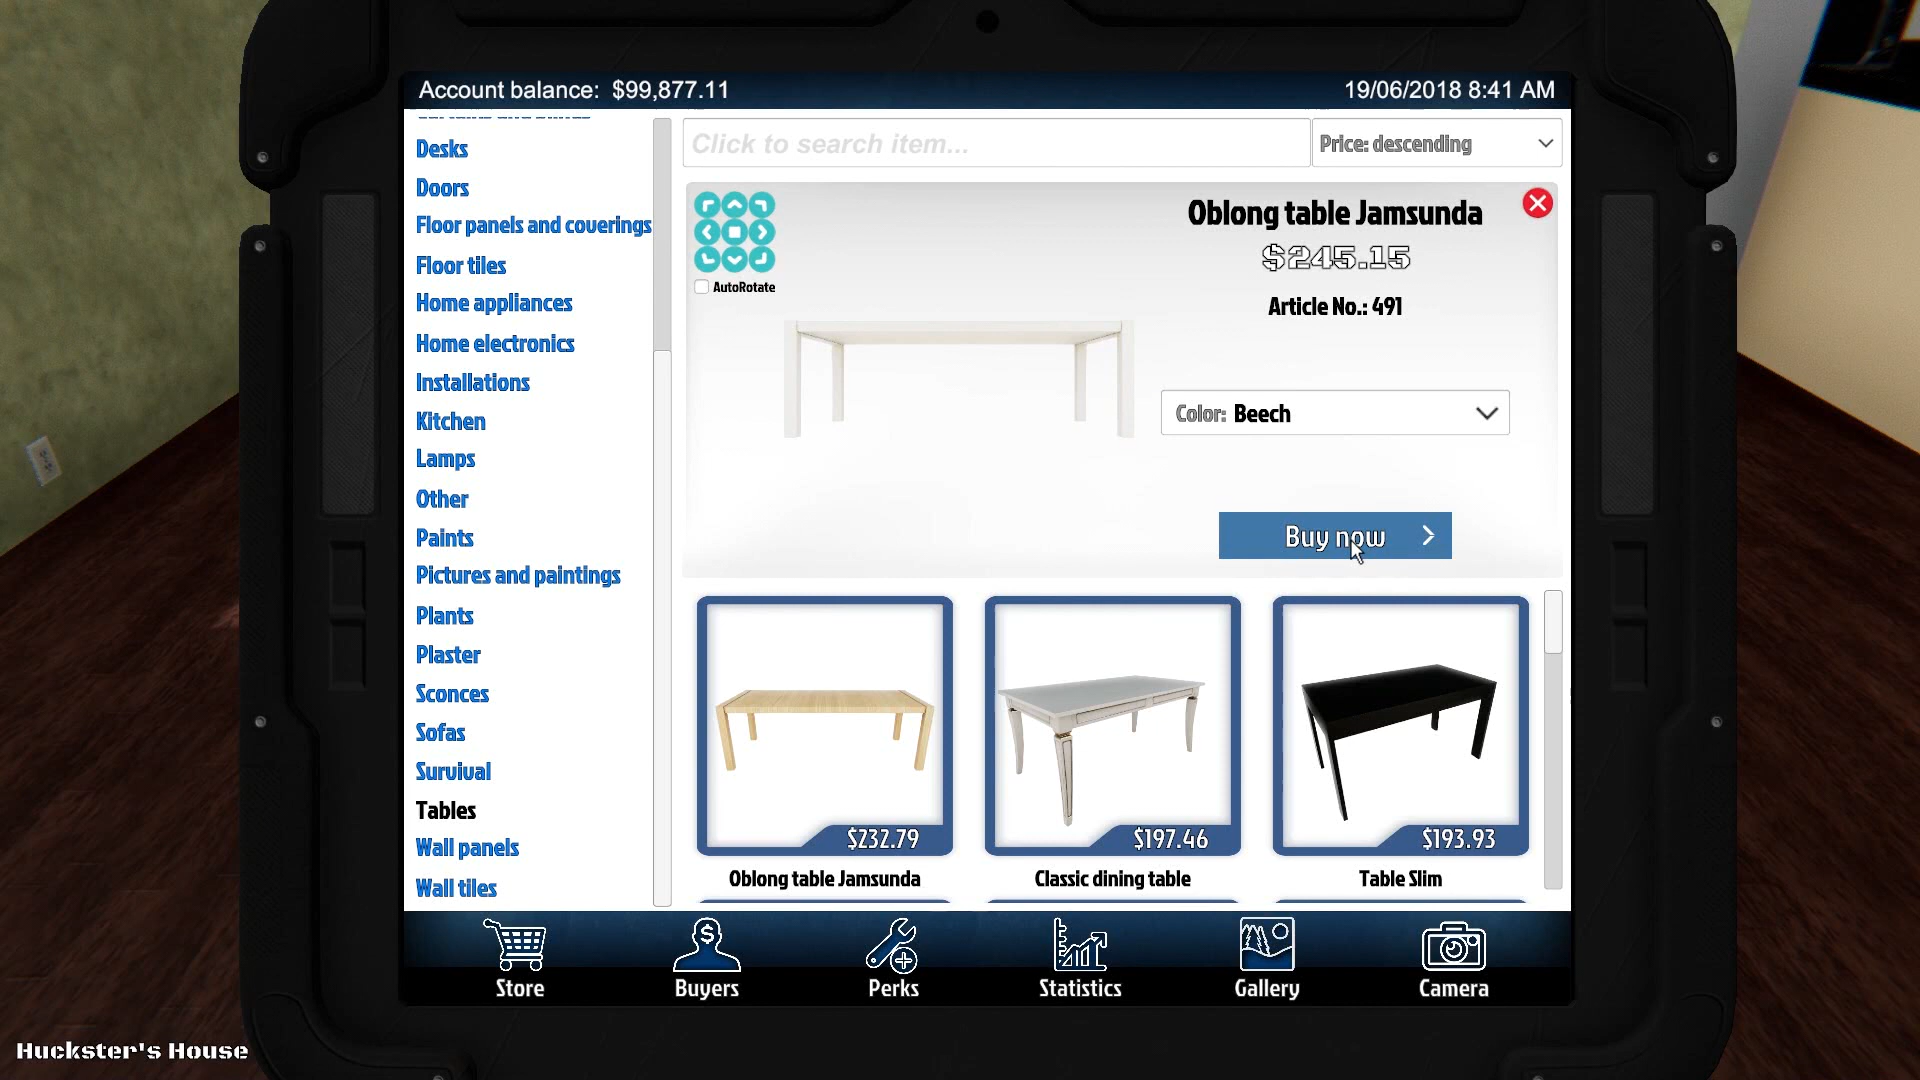 Account balance: $99,877.11
19/06/2018 8:41 AM
Desks
Doors
Floor panels and coverings
Floor tiles
Home appliances
Home electronics
Installations
Kitchen
Lamps
Other
Paints
Pictures and paintings
Plants
Plaster
Sconces
Sofas
Survival
Tables
Wall panels
Wall tiles
Click to search item...
Price: descending
AutoRotate
Oblong table Jamsunda
$245.15
Article No.: 491
Color: Beech
Buy now
$232.79
Oblong table Jamsunda
$197.46
Classic dining table
$193.93
Table Slim
Store
Buyers
Perks
Statistics
Gallery
Camera
Huckster's House